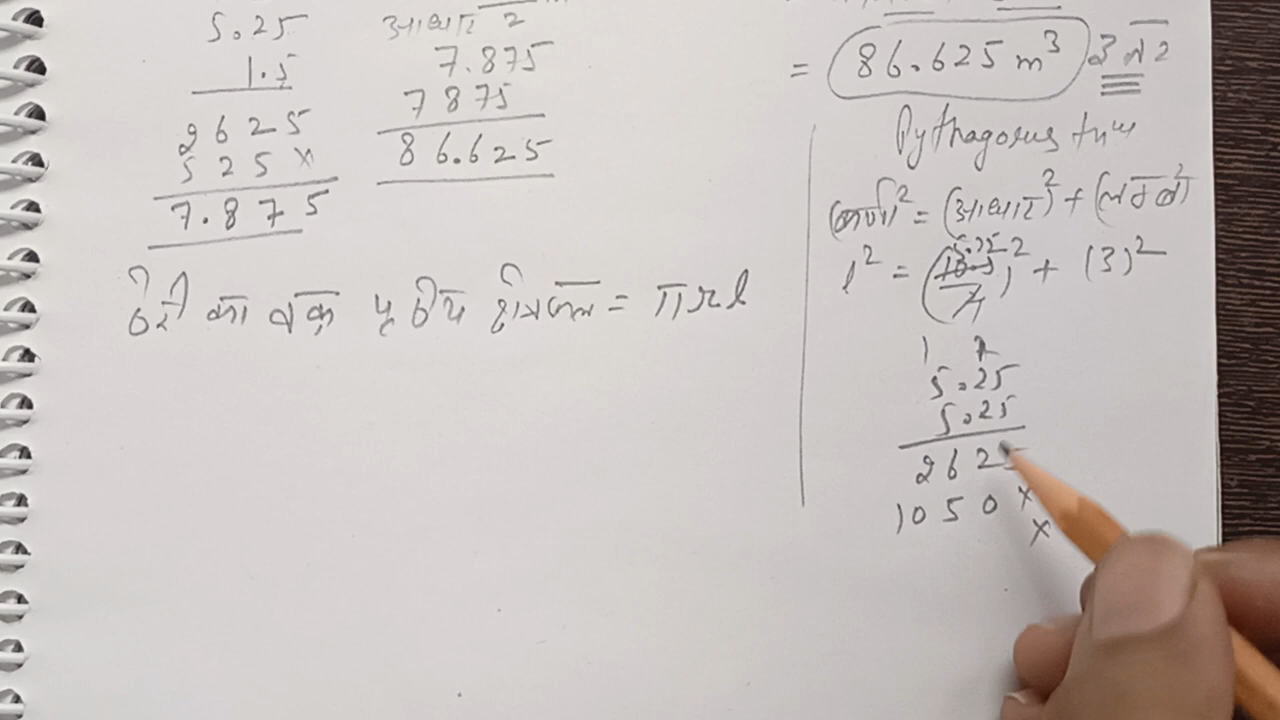 5.25
1.5
2625
525×
7.875
आधार 2
7.875
7875
86.625
ढेरी का वक्र पृष्ठीय क्षेत्रफल = πrl
= 86.625 m³ उत्तर
Pythagorus
(कर्ण)² = (आधार)² + (लम्ब)²
l² = (5.25)² + (3)²
5.25
5.25
2625
1050×
×